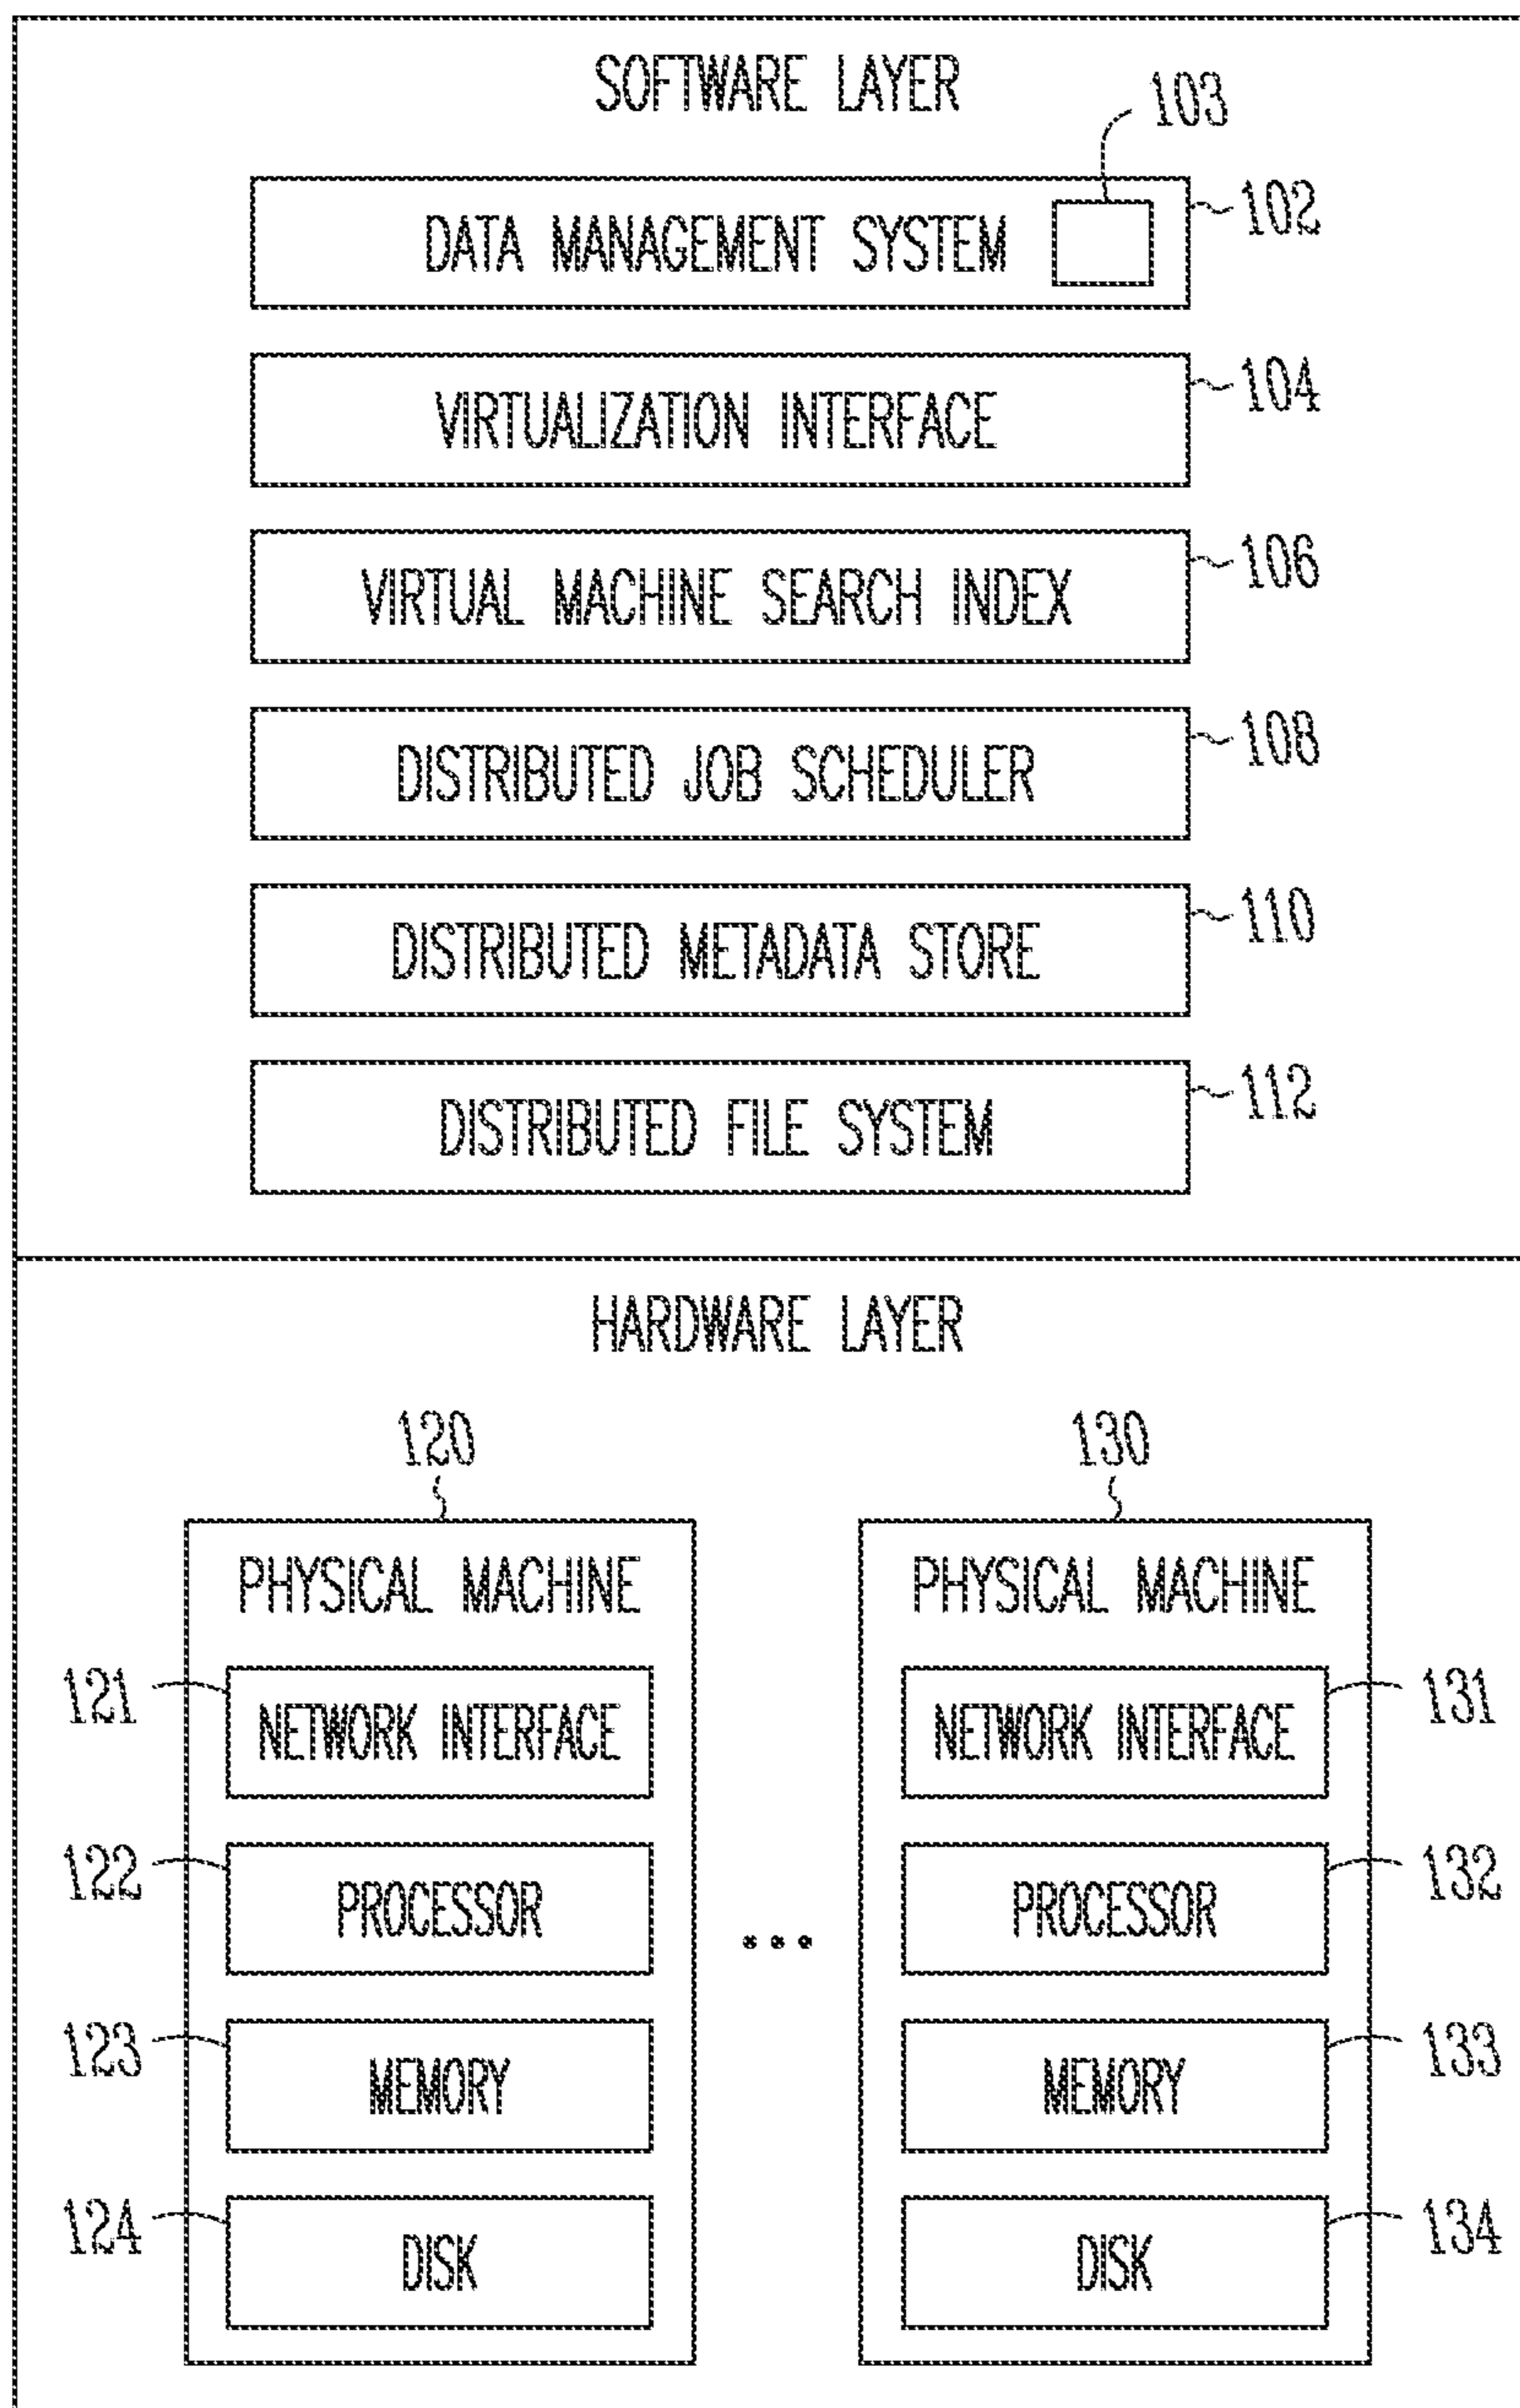 SOFTWARE LAYER
103
DATA MANAGEMENT SYSTEM
102
VIRTUALIZATION INTERFACE
104
VIRTUAL MACHINE SEARCH INDEX
106
DISTRIBUTED JOB SCHEDULER
108
DISTRIBUTED METADATA STORE
110
DISTRIBUTED FILE SYSTEM
112
HARDWARE LAYER
120
PHYSICAL MACHINE
121
NETWORK INTERFACE
122
PROCESSOR
123
MEMORY
124
DISK
...
130
PHYSICAL MACHINE
NETWORK INTERFACE
131
PROCESSOR
132
MEMORY
133
DISK
134